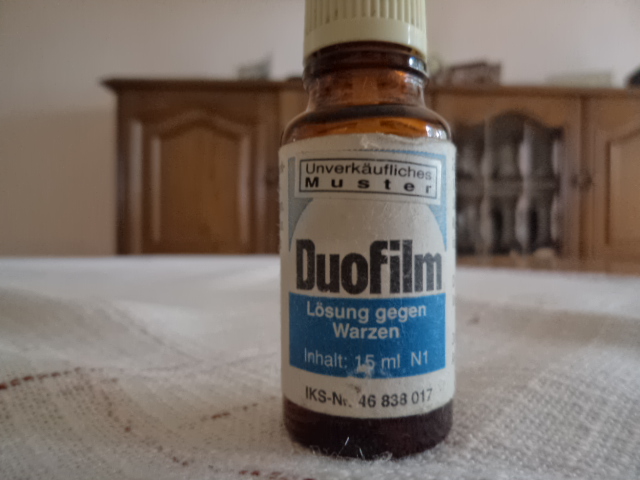 Unverkäufliches
Muster
Duofilm
Lösung gegen
Warzen
Inhalt: 15 ml N1
IKS-Nr. 46 838 017